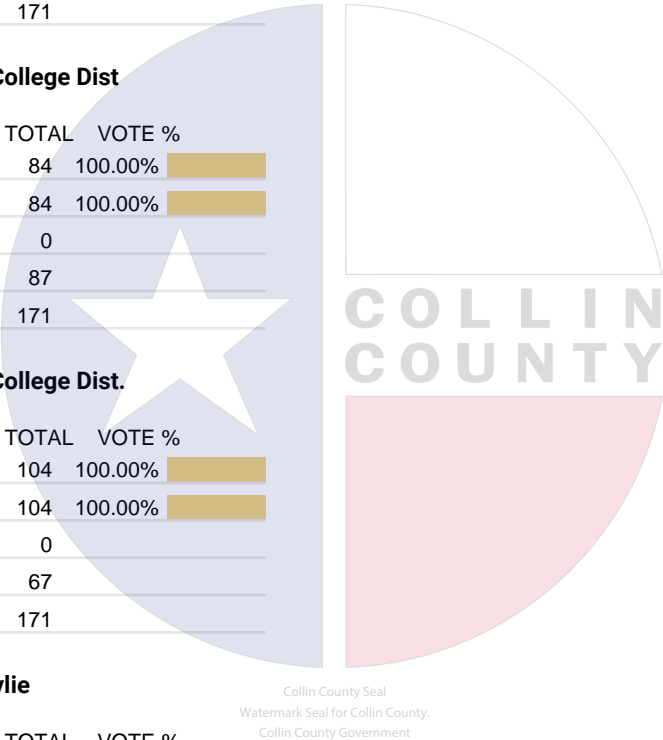 171
College Dist
TOTAL VOTE %
84 100.00%
84 100.00%
0
87
171
COLLIN
COUNTY
College Dist.
TOTAL VOTE %
104 100.00%
104 100.00%
0
67
171
ylie
Collin County Seal
Watermark Seal for Collin County.
Collin County Government
TOTAL VOTE %